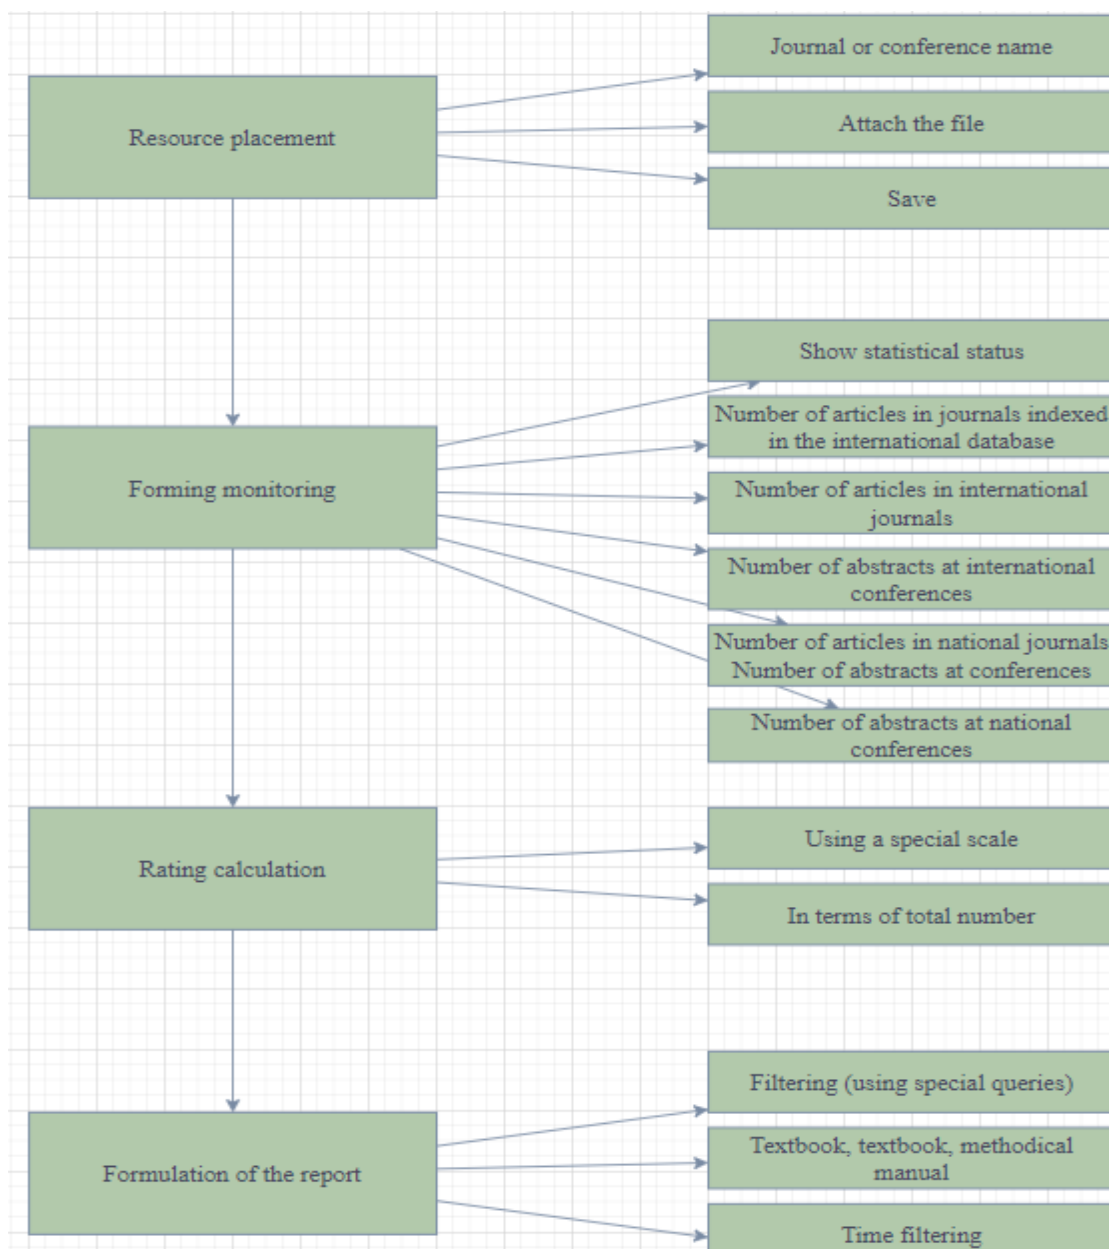 Resource placement
Journal or conference name
Attach the file
Save
Forming monitoring
Show statistical status
Number of articles in journals indexed
in the international database
Number of articles in international
journals
Number of abstracts at international
conferences
Number of articles in national journals
Number of abstracts at conferences
Number of abstracts at national
conferences
Rating calculation
Using a special scale
In terms of total number
Formulation of the report
Filtering (using special queries)
Textbook, textbook, methodical
manual
Time filtering